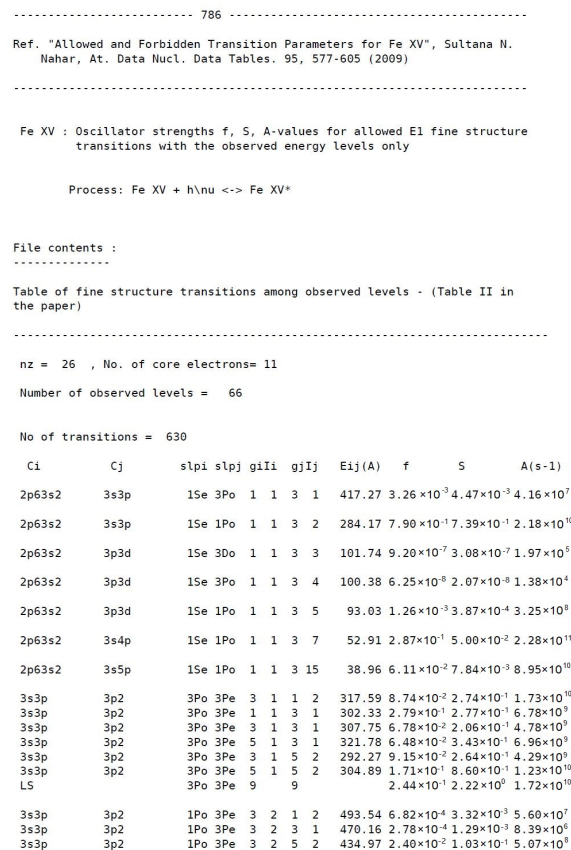 -------------------------- 786 ------------------------------------------
Ref. "Allowed and Forbidden Transition Parameters for Fe XV", Sultana N.
Nahar, At. Data Nucl. Data Tables. 95, 577-605 (2009)
--------------------------------------------------------------------------
Fe XV : Oscillator strengths f, S, A-values for allowed E1 fine structure
transitions with the observed energy levels only
Process: Fe XV + h\nu <-> Fe XV*
File contents :
--------------
Table of fine structure transitions among observed levels - (Table II in
the paper)
-----------------------------------------------------------------------------
nz = 26 , No. of core electrons= 11
Number of observed levels = 66
No of transitions = 630
Ci Cj slpi slpj giIi gjIj Eij(A) f S A(s-1)
2p63s2 3s3p 1Se 3Po 1 1 3 1 417.27 3.26×10⁻³ 4.47×10⁻³ 4.16×10⁷
2p63s2 3s3p 1Se 1Po 1 1 3 2 284.17 7.90×10⁻¹ 7.39×10⁻¹ 2.18×10¹⁰
2p63s2 3p3d 1Se 3Do 1 1 3 3 101.74 9.20×10⁻⁷ 3.08×10⁻⁷ 1.97×10⁵
2p63s2 3p3d 1Se 3Po 1 1 3 4 100.38 6.25×10⁻⁸ 2.07×10⁻⁸ 1.38×10⁴
2p63s2 3p3d 1Se 1Po 1 1 3 5 93.03 1.26×10⁻³ 3.87×10⁻⁴ 3.25×10⁸
2p63s2 3s4p 1Se 1Po 1 1 3 7 52.91 2.87×10⁻¹ 5.00×10⁻² 2.28×10¹¹
2p63s2 3s5p 1Se 1Po 1 1 3 15 38.96 6.11×10⁻² 7.84×10⁻³ 8.95×10¹⁰
3s3p 3p2 3Po 3Pe 3 1 1 2 317.59 8.74×10⁻² 2.74×10⁻¹ 1.73×10¹⁰
3s3p 3p2 3Po 3Pe 1 1 3 1 302.33 2.79×10⁻¹ 2.77×10⁻¹ 6.78×10⁹
3s3p 3p2 3Po 3Pe 3 1 3 1 307.75 6.78×10⁻² 2.06×10⁻¹ 4.78×10⁹
3s3p 3p2 3Po 3Pe 5 1 3 1 321.78 6.48×10⁻² 3.43×10⁻¹ 6.96×10⁹
3s3p 3p2 3Po 3Pe 3 1 5 2 292.27 9.15×10⁻² 2.64×10⁻¹ 4.29×10⁹
3s3p 3p2 3Po 3Pe 5 1 5 2 304.89 1.71×10⁻¹ 8.60×10⁻¹ 1.23×10¹⁰
LS 3Po 3Pe 9 9 2.44×10⁻¹ 2.22×10⁰ 1.72×10¹⁰
3s3p 3p2 1Po 3Pe 3 2 1 2 493.54 6.82×10⁻⁴ 3.32×10⁻³ 5.60×10⁷
3s3p 3p2 1Po 3Pe 3 2 3 1 470.16 2.78×10⁻⁴ 1.29×10⁻³ 8.39×10⁶
3s3p 3p2 1Po 3Pe 3 2 5 2 434.97 2.40×10⁻² 1.03×10⁻¹ 5.07×10⁸